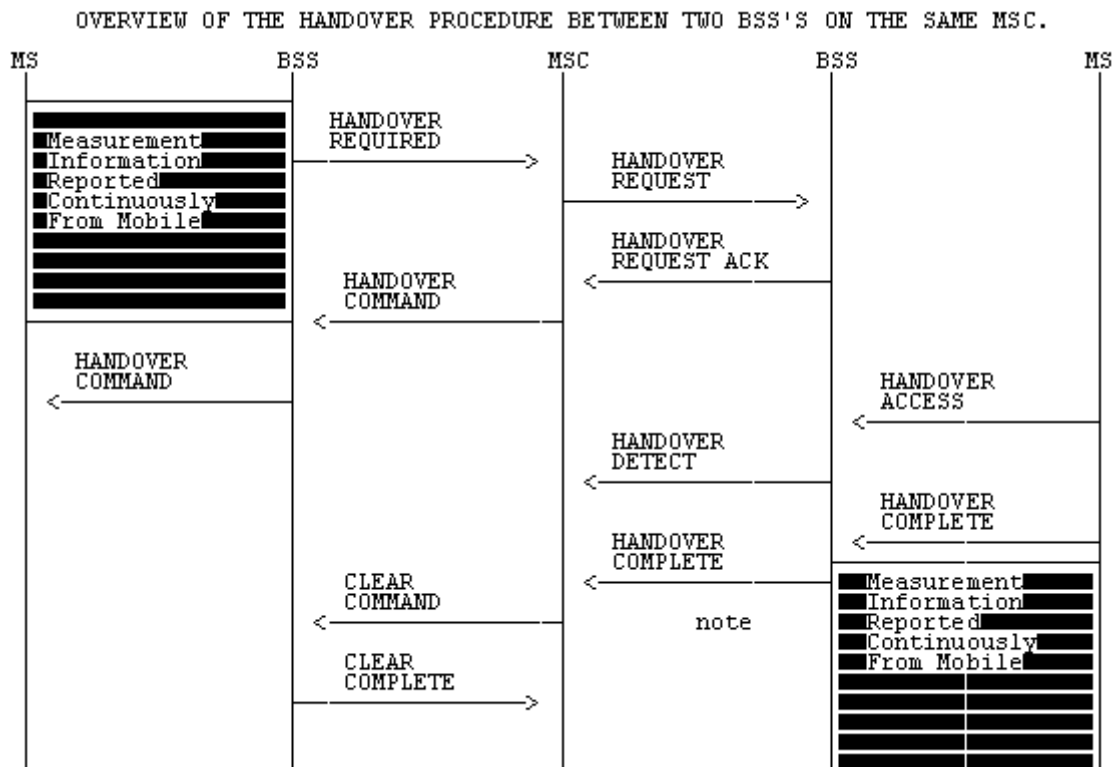 OVERVIEW OF THE HANDOVER PROCEDURE BETWEEN TWO BSS'S ON THE SAME MSC.
MS
BSS
MSC
BSS
MS
Measurement
Information
Reported
Continuously
From Mobile
HANDOVER
REQUIRED
HANDOVER
REQUEST
HANDOVER
REQUEST ACK
HANDOVER
COMMAND
HANDOVER
COMMAND
HANDOVER
ACCESS
HANDOVER
DETECT
HANDOVER
COMPLETE
HANDOVER
COMPLETE
CLEAR
COMMAND
note
Measurement
Information
Reported
Continuously
From Mobile
CLEAR
COMPLETE